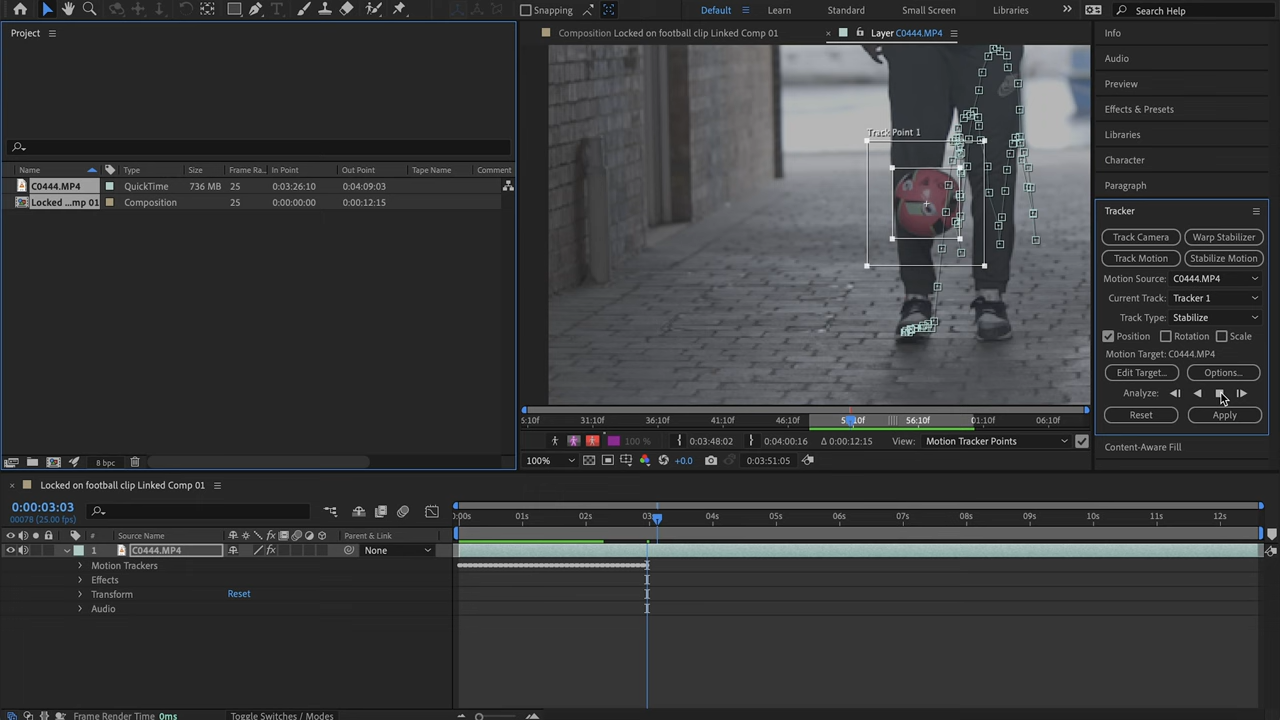 Snapping
Default
Learn
Standard
Small Screen
Libraries
Search Help
Project
Composition Locked on football clip Linked Comp 01
Layer C0444.MP4
Info
Audio
Preview
Effects & Presets
Libraries
Character
Paragraph
Track Point 1
Name Type Size Frame Ra.. In Point Out Point Comment
C0444.MP4 QuickTime 736 MB 25 0:03:26:10 0:04:09:03
Locked ...mp 01 Composition 25 0:00:00:00 0:00:12:15
Tracker
Track Camera
Warp Stabilizer
Track Motion
Stabilize Motion
Motion Source: C0444.MP4
Current Track: Tracker 1
Track Type: Stabilize
Position Rotation Scale
Motion Target: C0444.MP4
Edit Target...
Options...
Analyze:
Reset
Apply
Content-Aware Fill
31:10f 36:10f 41:10f 46:10f 56:10f 01:10f 06:10f
100 % 0:03:48:02 0:04:00:16 Δ 0:00:12:15 View: Motion Tracker Points
8 bpc
100% +0.0 0:03:51:05
Locked on football clip Linked Comp 01
0:00:03:03
00078 (25.00 fps)
:00s 01s 02s 04s 05s 06s 07s 08s 09s 10s 11s 12s
# Source Name Parent & Link
1 C0444.MP4 None
Motion Trackers
Effects
Transform Reset
Audio
Frame Render Time 0ms
Toggle Switches / Modes